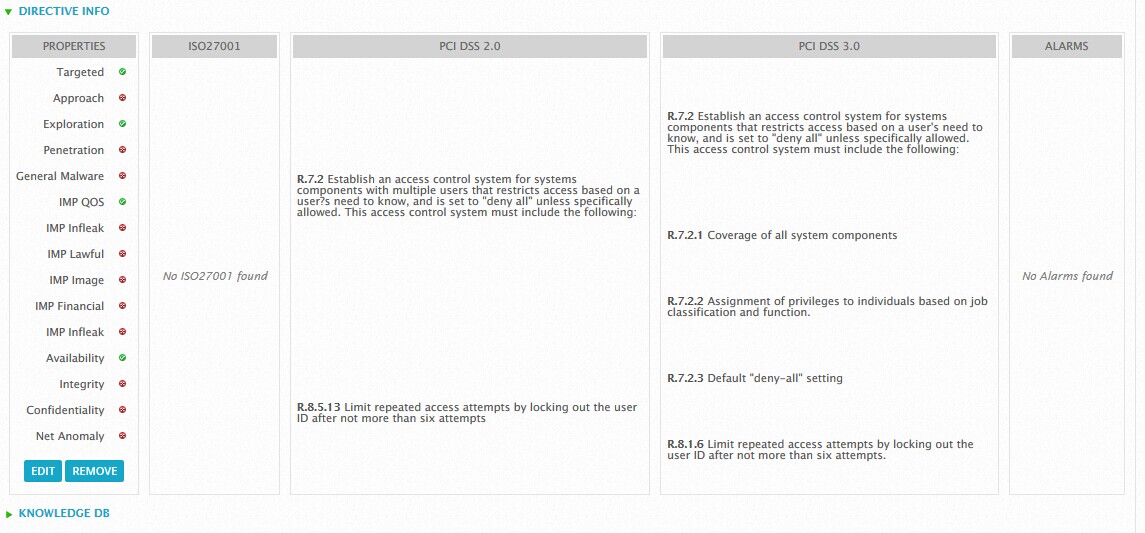 DIRECTIVE INFO
PROPERTIES
Targeted
Approach
Exploration
Penetration
General Malware
IMP QOS
IMP Infleak
IMP Lawful
IMP Image
IMP Financial
IMP Infleak
Availability
Integrity
Confidentiality
Net Anomaly
EDIT REMOVE
ISO27001
No ISO27001 found
PCI DSS 2.0
R.7.2 Establish an access control system for systems
components with multiple users that restricts access based on a
user?s need to know, and is set to "deny all" unless specifically
allowed. This access control system must include the following:
R.8.5.13 Limit repeated access attempts by locking out the user
ID after not more than six attempts
PCI DSS 3.0
R.7.2 Establish an access control system for systems
components that restricts access based on a user's need to
know, and is set to "deny all" unless specifically allowed.
This access control system must include the following:
R.7.2.1 Coverage of all system components
R.7.2.2 Assignment of privileges to individuals based on job
classification and function.
R.7.2.3 Default "deny-all" setting
R.8.1.6 Limit repeated access attempts by locking out the
user ID after not more than six attempts.
ALARMS
No Alarms found
KNOWLEDGE DB